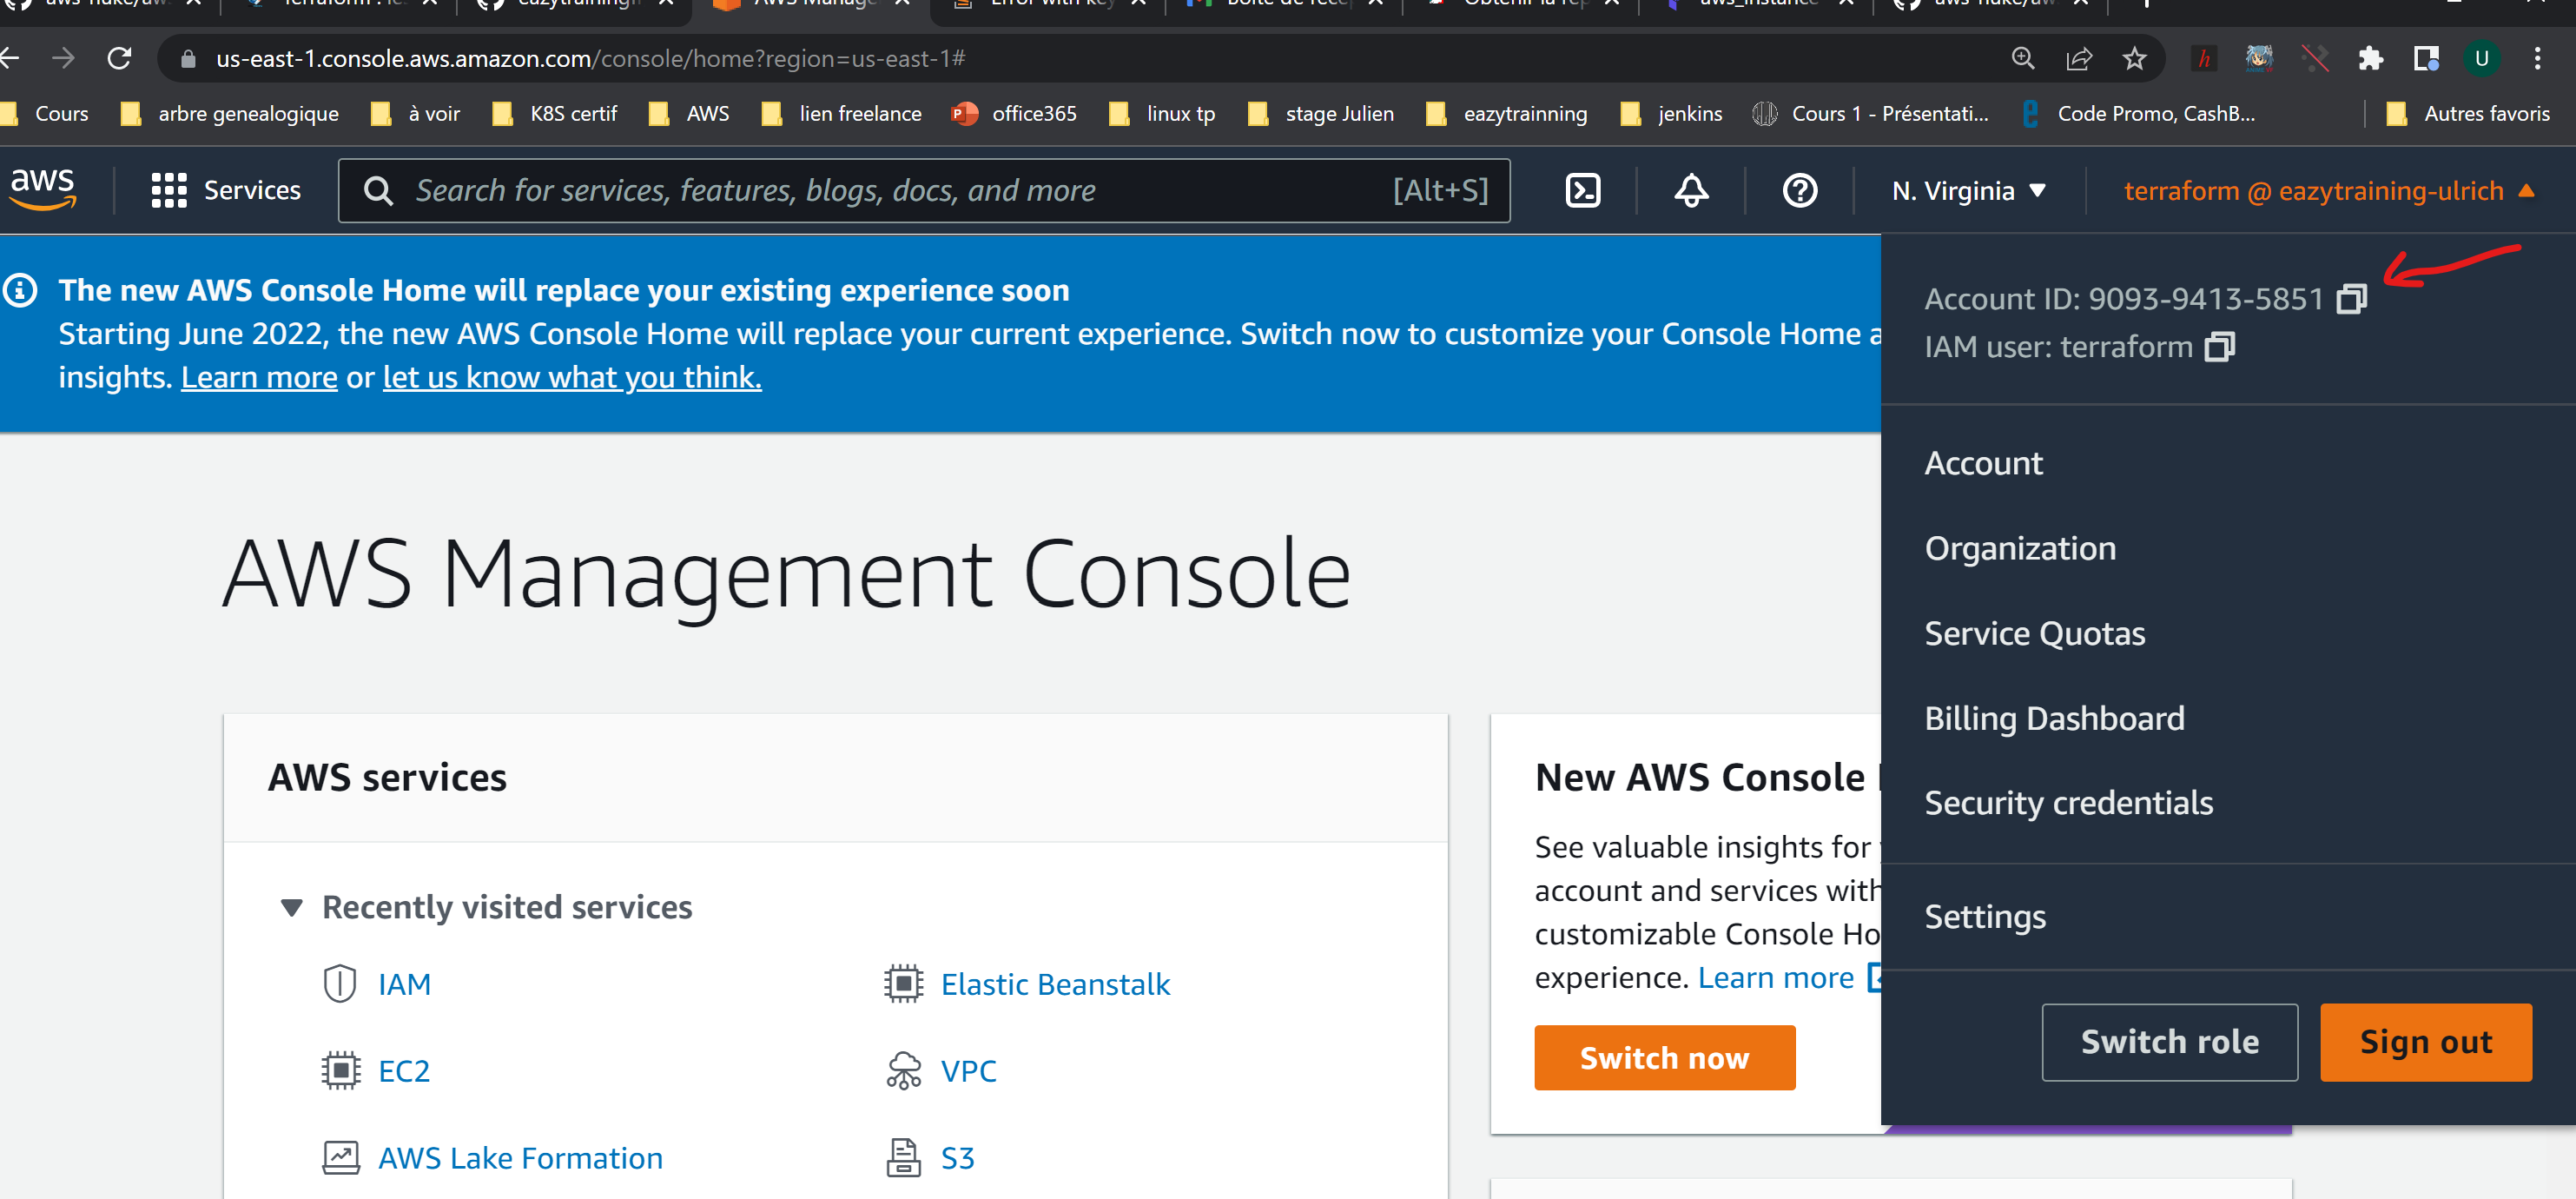 us-east-1.console.aws.amazon.com/console/home?region=us-east-1#
U
Cours
arbre genealogique
à voir
K8S certif
AWS
lien freelance
office365
linux tp
stage Julien
eazytrainning
jenkins
Cours 1 - Présentati...
Code Promo, CashB...
Autres favoris
aws
Services
Search for services, features, blogs, docs, and more
[Alt+S]
N. Virginia
terraform @ eazytraining-ulrich
The new AWS Console Home will replace your existing experience soon
Starting June 2022, the new AWS Console Home will replace your current experience. Switch now to customize your Console Home a
insights. Learn more or let us know what you think.
Account ID: 9093-9413-5851
IAM user: terraform
Account
Organization
Service Quotas
Billing Dashboard
Security credentials
Settings
Switch role
Sign out
AWS Management Console
AWS services
Recently visited services
IAM
Elastic Beanstalk
EC2
VPC
AWS Lake Formation
S3
New AWS Console
See valuable insights for
account and services with
customizable Console Ho
experience. Learn more
Switch now